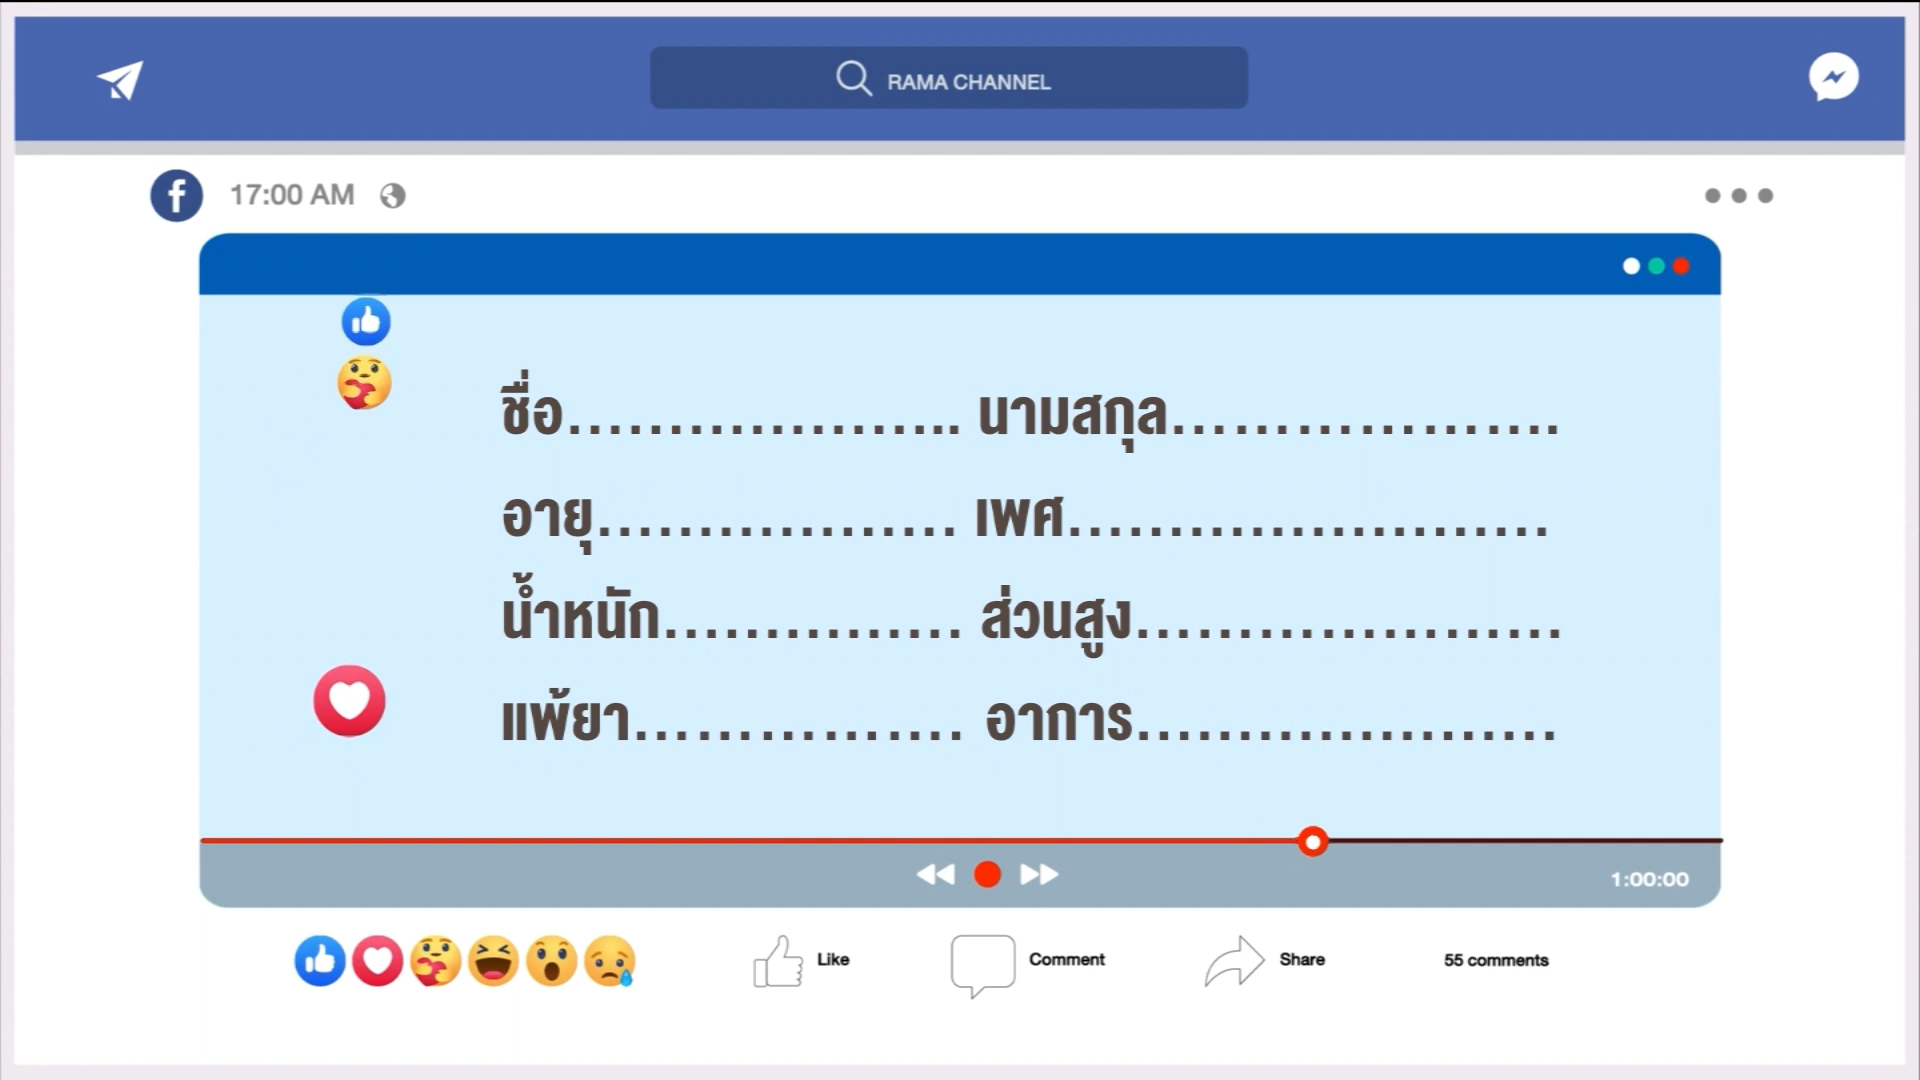 RAMA CHANNEL
17:00 AM
ชื่อ.................... นามสกุล...................
อายุ.................. เพศ........................
น้ำหนัก............... ส่วนสูง.....................
แพ้ยา................ อาการ.....................
1:00:00
Like Comment Share 55 comments